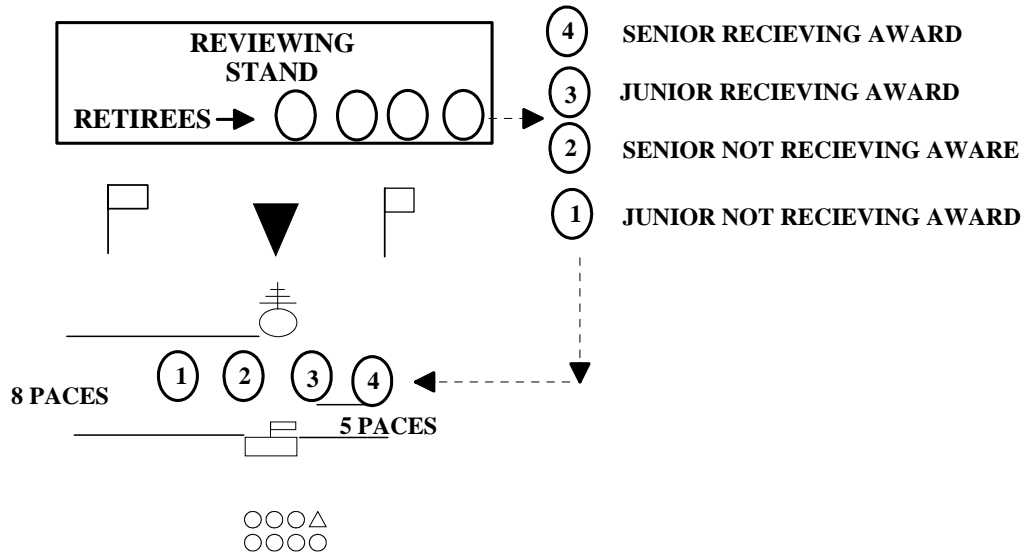 REVIEWING
STAND
RETIREES
4 SENIOR RECIEVING AWARD
3 JUNIOR RECIEVING AWARD
2 SENIOR NOT RECIEVING AWARE
1 JUNIOR NOT RECIEVING AWARD
1 2 3 4
8 PACES
5 PACES